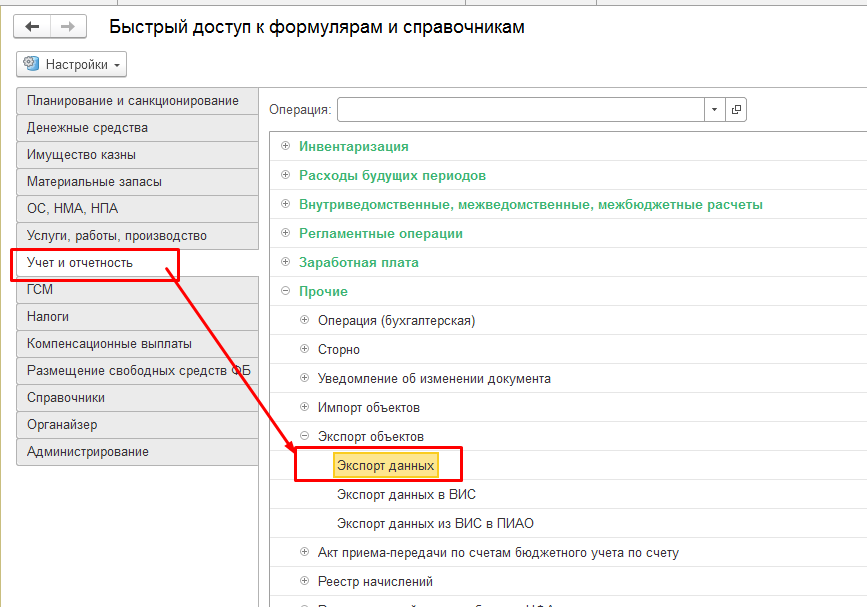 Быстрый доступ к формулярам и справочникам
Настройки
Планирование и санкционирование
Денежные средства
Имущество казны
Материальные запасы
ОС, НМА, НПА
Услуги, работы, производство
Учет и отчетность
ГСМ
Налоги
Компенсационные выплаты
Размещение свободных средств ФБ
Справочники
Органайзер
Администрирование
Операция:
Инвентаризация
Расходы будущих периодов
Внутриведомственные, межведомственные, межбюджетные расчеты
Регламентные операции
Заработная плата
Прочие
Операция (бухгалтерская)
Сторно
Уведомление об изменении документа
Импорт объектов
Экспорт объектов
Экспорт данных
Экспорт данных в ВИС
Экспорт данных из ВИС в ПИАО
Акт приема-передачи по счетам бюджетного учета по счету
Реестр начислений